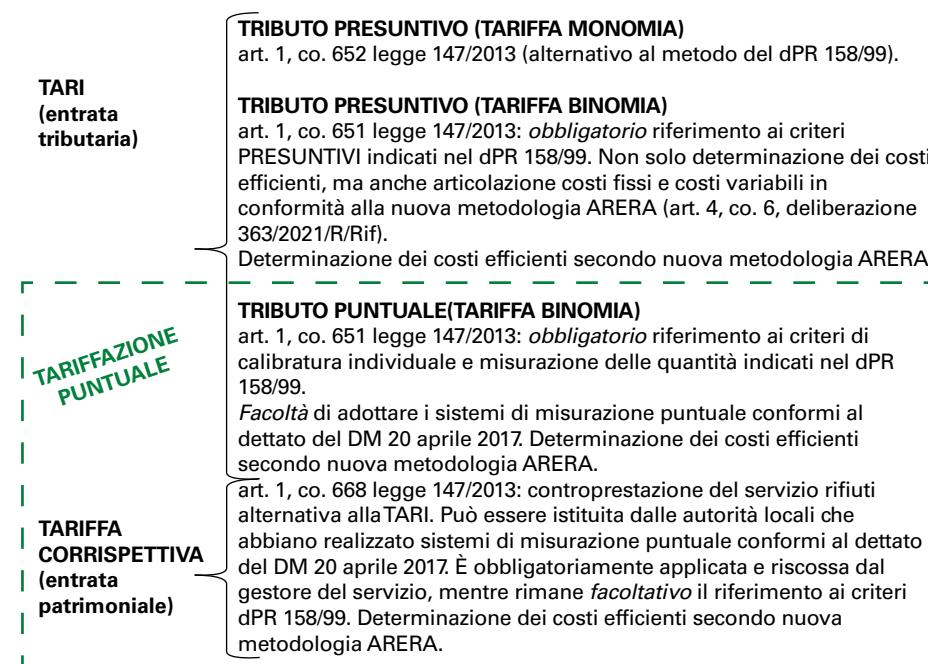 TRIBUTO PRESUNTIVO (TARIFFA MONOMIA)
art. 1, co. 652 legge 147/2013 (alternativo al metodo del dPR 158/99).
TARI
(entrata
tributaria)
TRIBUTO PRESUNTIVO (TARIFFA BINOMIA)
art. 1, co. 651 legge 147/2013: obbligatorio riferimento ai criteri
PRESUNTIVI indicati nel dPR 158/99. Non solo determinazione dei costi
efficienti, ma anche articolazione costi fissi e costi variabili in
conformità alla nuova metodologia ARERA (art. 4, co. 6, deliberazione
363/2021/R/Rif).
Determinazione dei costi efficienti secondo nuova metodologia ARERA
TARIFFAZIONE
PUNTUALE
TRIBUTO PUNTUALE(TARIFFA BINOMIA)
art. 1, co. 651 legge 147/2013: obbligatorio riferimento ai criteri di
calibratura individuale e misurazione delle quantità indicati nel dPR
158/99.
Facoltà di adottare i sistemi di misurazione puntuale conformi al
dettato del DM 20 aprile 2017. Determinazione dei costi efficienti
secondo nuova metodologia ARERA.
TARIFFA
CORRISPETTIVA
(entrata
patrimoniale)
art. 1, co. 668 legge 147/2013: controprestazione del servizio rifiuti
alternativa alla TARI. Può essere istituita dalle autorità locali che
abbiano realizzato sistemi di misurazione puntuale conformi al dettato
del DM 20 aprile 2017. È obbligatoriamente applicata e riscossa dal
gestore del servizio, mentre rimane facoltativo il riferimento ai criteri
dPR 158/99. Determinazione dei costi efficienti secondo nuova
metodologia ARERA.